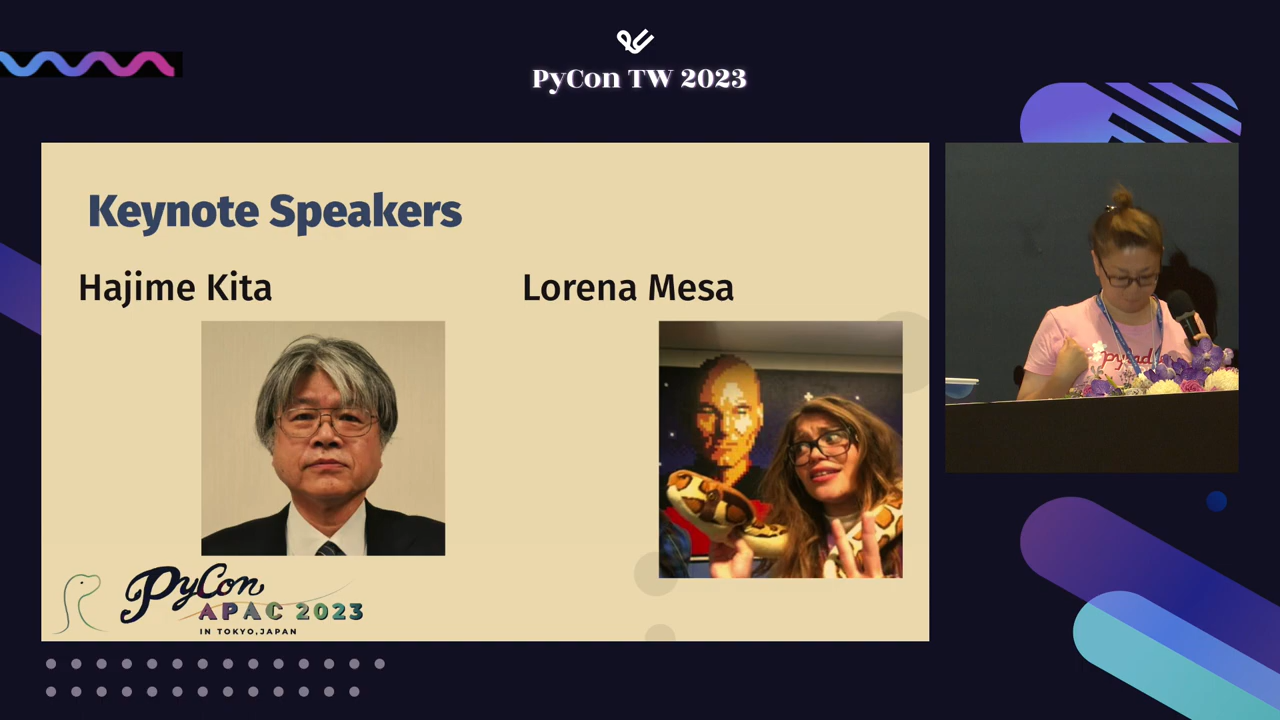 PyCon TW 2023
Keynote Speakers
Hajime Kita
Lorena Mesa
PyCon
APAC 2023
IN TOKYO,JAPAN